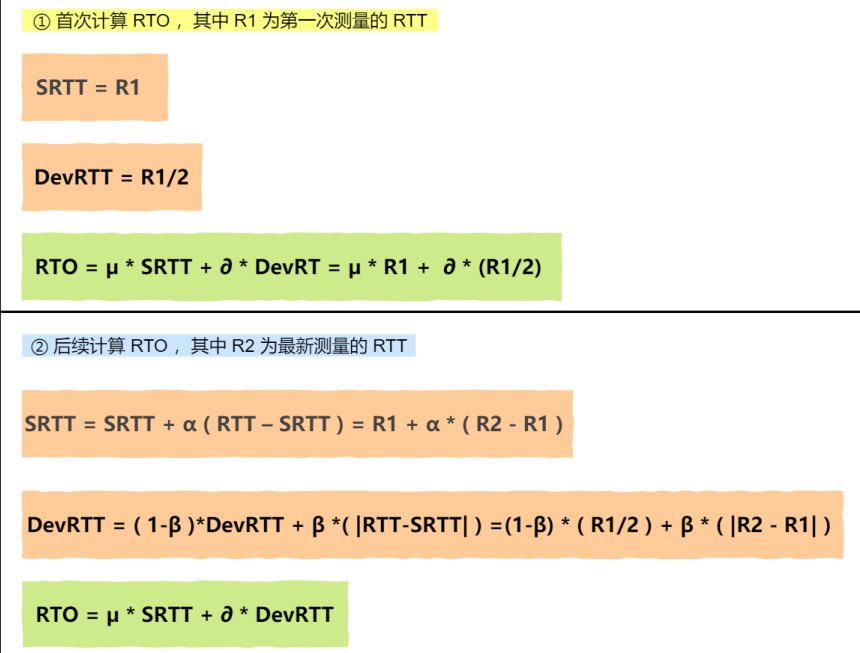 ① 首次计算 RTO ，其中 R1 为第一次测量的 RTT
SRTT = R1
DevRTT = R1/2
RTO = μ * SRTT + ∂ * DevRT = μ * R1 + ∂ * (R1/2)
② 后续计算 RTO ，其中 R2 为最新测量的 RTT
SRTT = SRTT + α ( RTT – SRTT ) = R1 + α * ( R2 - R1 )
DevRTT = ( 1-β )*DevRTT + β *( |RTT-SRTT| ) =(1-β) * ( R1/2 ) + β * ( |R2 - R1| )
RTO = μ * SRTT + ∂ * DevRTT